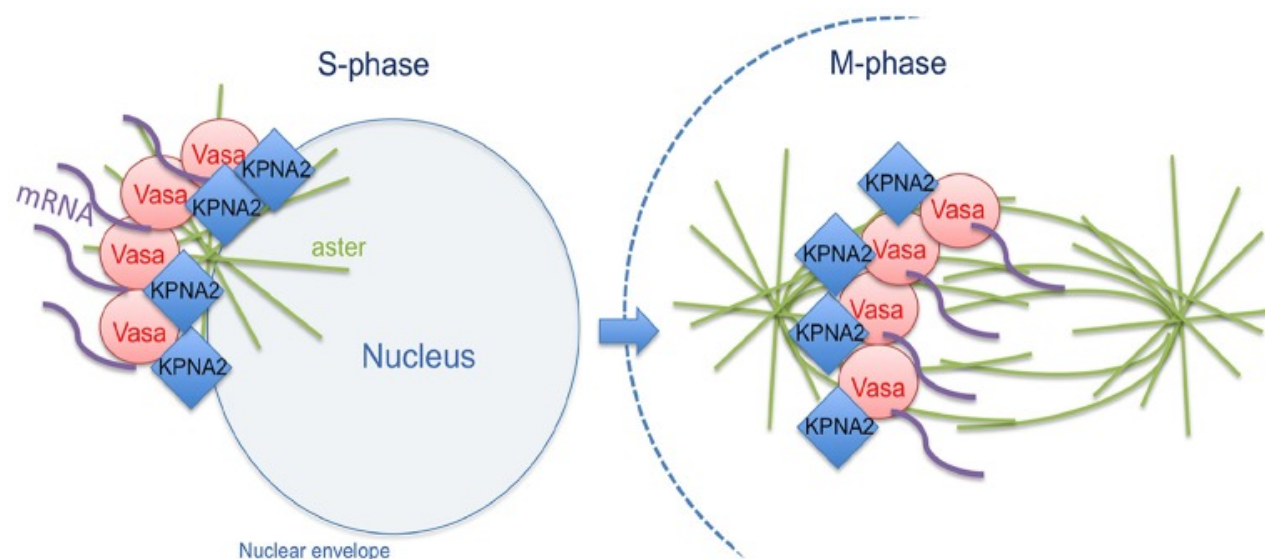 S-phase
M-phase
Vasa
KPNA2
Vasa
KPNA2
mRNA
Vasa
KPNA2
Vasa
KPNA2
aster
Nucleus
Nuclear envelope
KPNA2
Vasa
KPNA2
Vasa
Vasa
KPNA2
Vasa
KPNA2